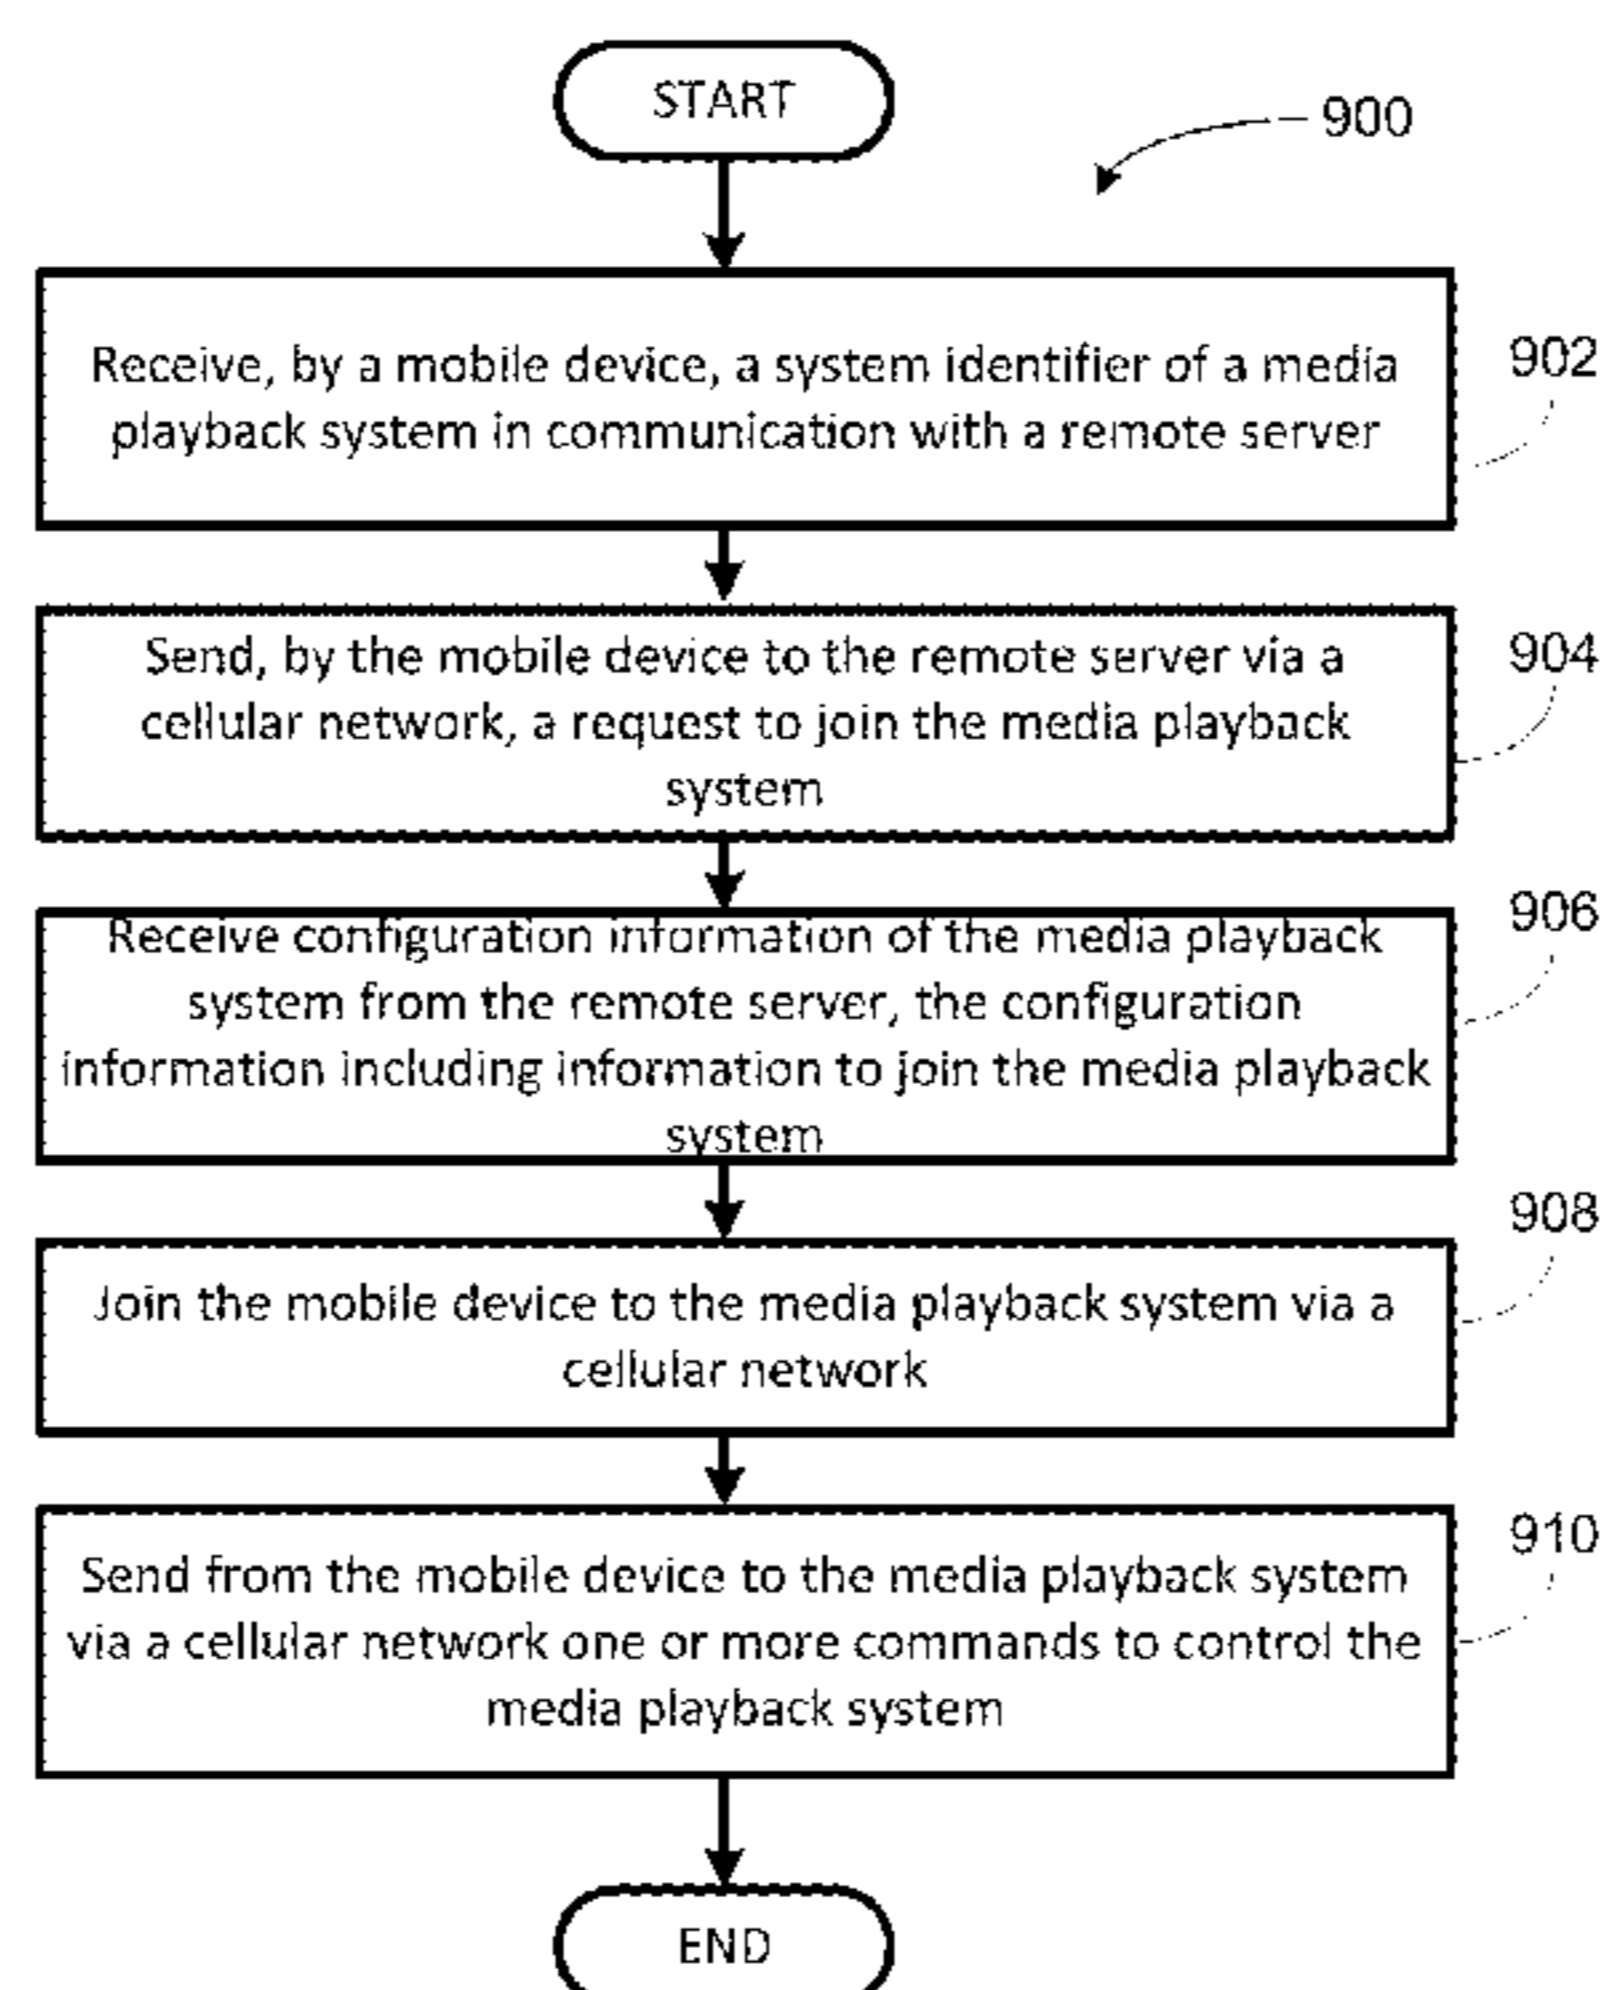 START
900
Receive, by a mobile device, a system identifier of a media
playback system in communication with a remote server
902
Send, by the mobile device to the remote server via a
cellular network, a request to join the media playback
system
904
Receive configuration information of the media playback
system from the remote server, the configuration
information including information to join the media playback
system
906
Join the mobile device to the media playback system via a
cellular network
908
Send from the mobile device to the media playback system
via a cellular network one or more commands to control the
media playback system
910
END